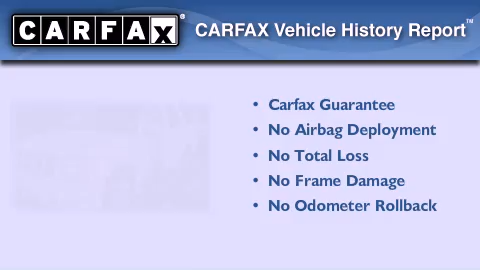 CARFAX® CARFAX Vehicle History Report™
• Carfax Guarantee
• No Airbag Deployment
• No Total Loss
• No Frame Damage
• No Odometer Rollback